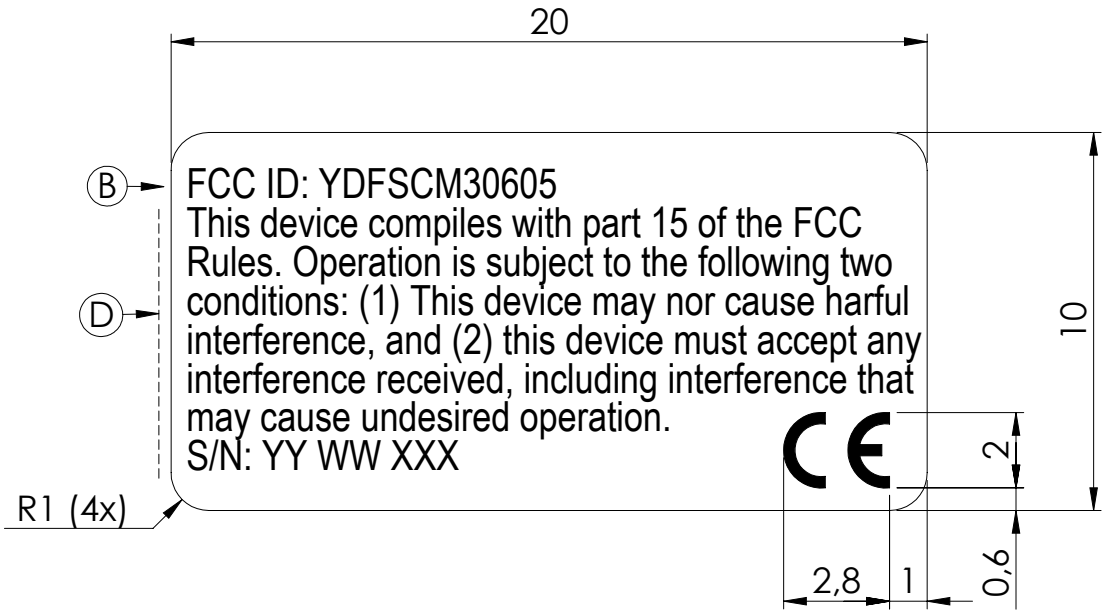 20
B
FCC ID: YDFSCM30605
This device compiles with part 15 of the FCC
Rules. Operation is subject to the following two
D
conditions: (1) This device may nor cause harful
interference, and (2) this device must accept any
interference received, including interference that
may cause undesired operation.
S/N: YY WW XXX
CE
10
2
R1 (4x)
2,8
1
0,6